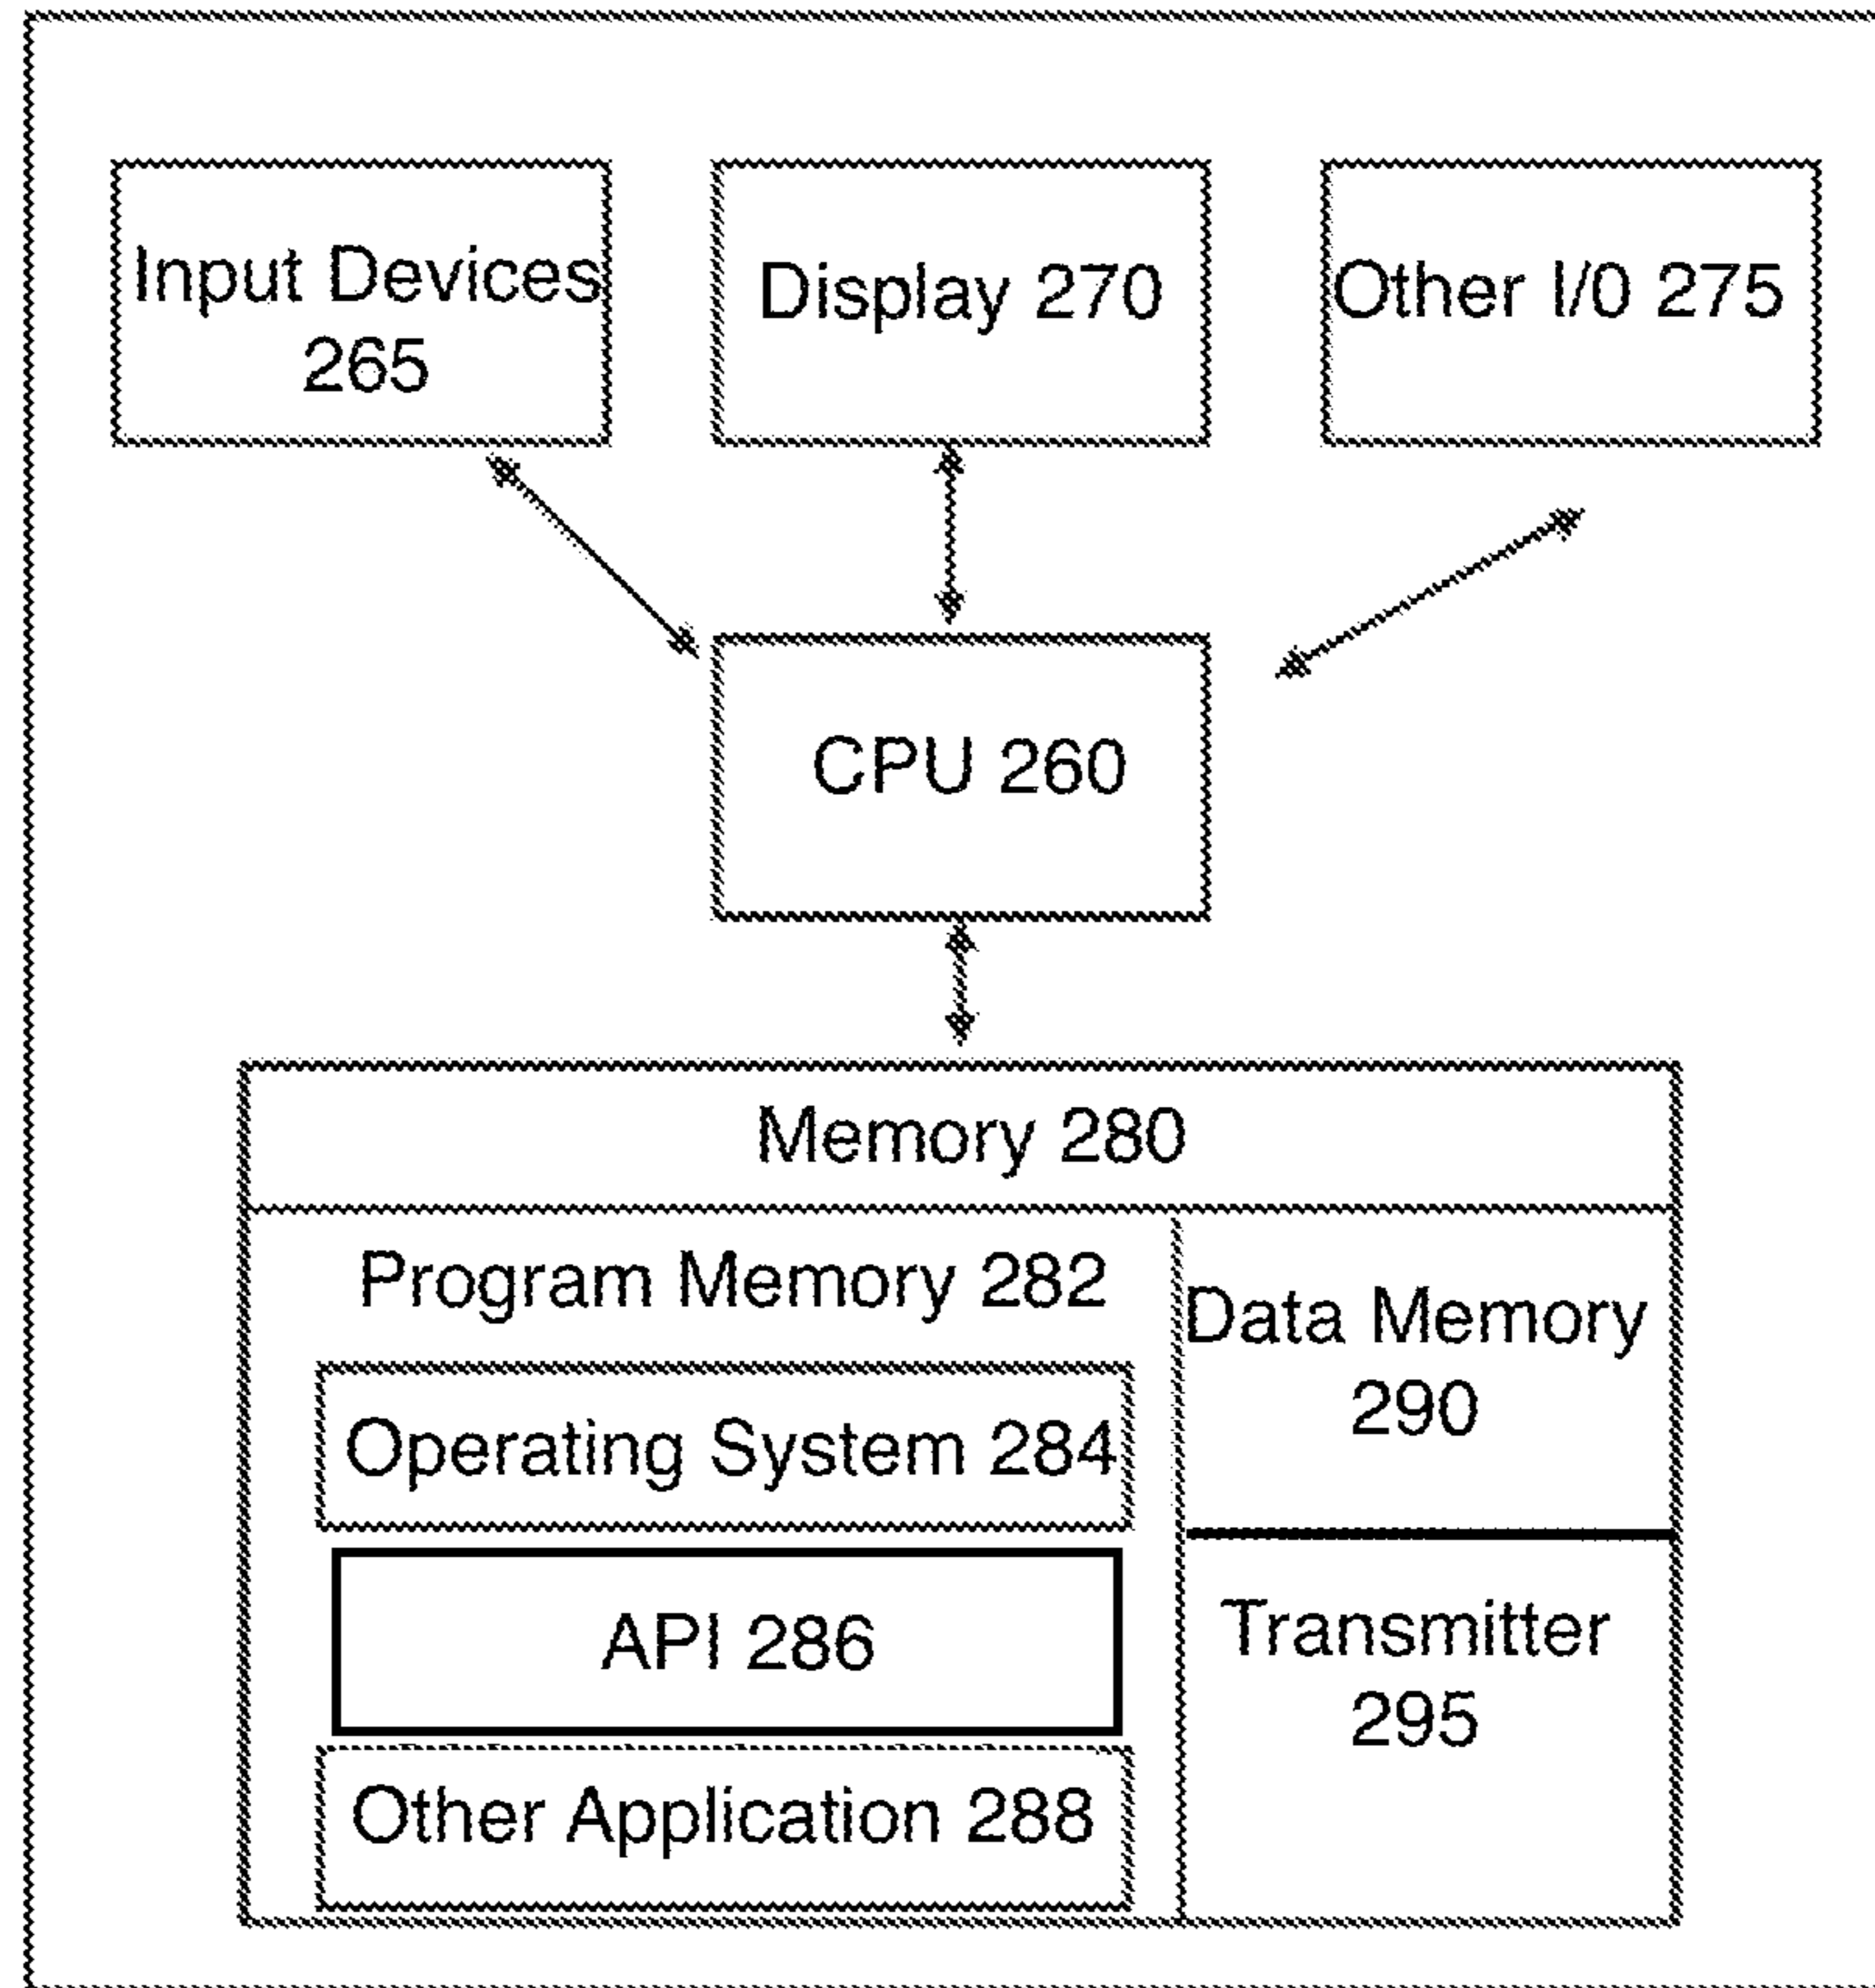 Input Devices
265
Display 270
Other I/0 275
CPU 260
Memory 280
Program Memory 282
Operating System 284
API 286
Other Application 288
Data Memory
290
Transmitter
295